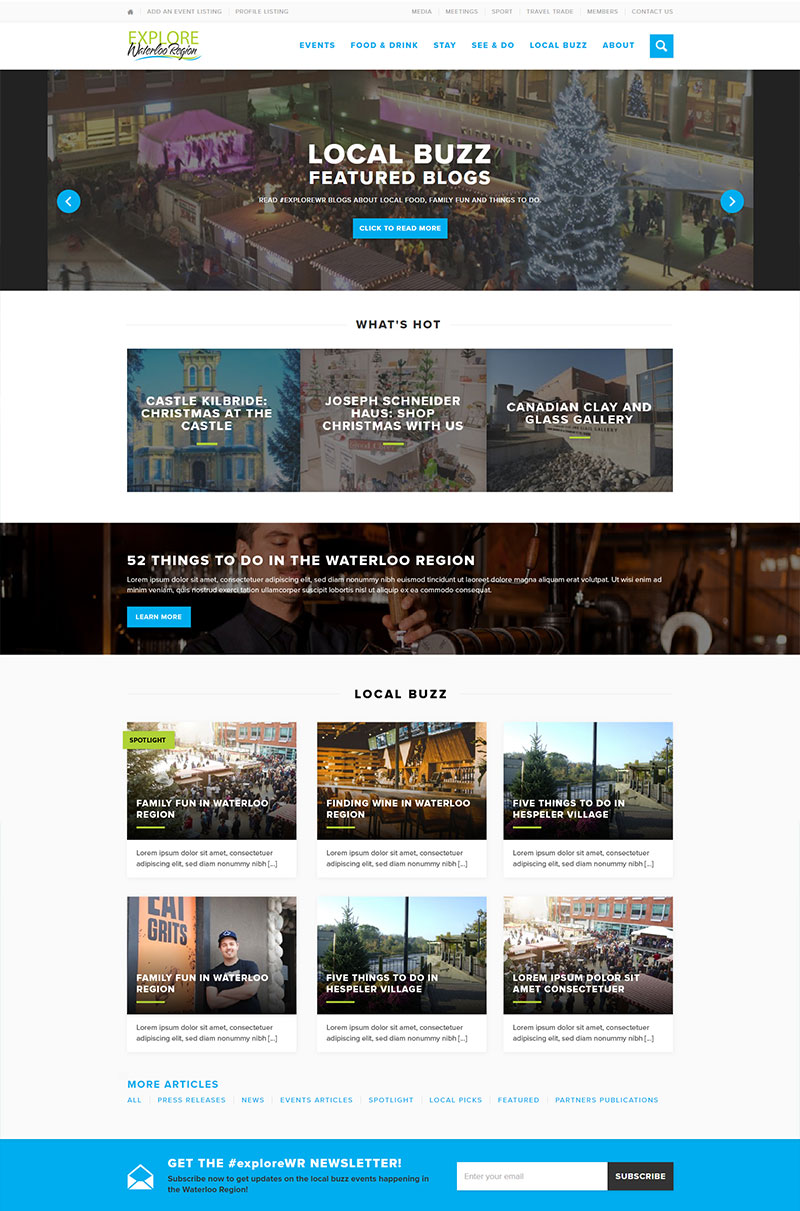 ADD AN EVENT LISTING PROFILE LISTING MEDIA MEETINGS SPORT TRAVEL TRADE MEMBERS CONTACT US
EXPLORE
Waterloo Region
EVENTS FOOD & DRINK STAY SEE & DO LOCAL BUZZ ABOUT
LOCAL BUZZ
FEATURED BLOGS
READ #EXPLOREWR BLOGS ABOUT LOCAL FOOD, FAMILY FUN AND THINGS TO DO.
CLICK TO READ MORE
WHAT'S HOT
CASTLE KILBRIDE:
CHRISTMAS AT THE
CASTLE
JOSEPH SCHNEIDER
HAUS: SHOP
CHRISTMAS WITH US
CANADIAN CLAY AND
GLASS GALLERY
52 THINGS TO DO IN THE WATERLOO REGION
Lorem ipsum dolor sit amet, consectetuer adipiscing elit, sed diam nonummy nibh euismod tincidunt ut laoreet dolore magna aliquam erat volutpat. Ut wisi enim ad
minim veniam, quis nostrud exerci tation ullamcorper suscipit lobortis nisl ut aliquip ex ea commodo consequat.
LEARN MORE
LOCAL BUZZ
SPOTLIGHT
FAMILY FUN IN WATERLOO
REGION
Lorem ipsum dolor sit amet, consectetuer
adipiscing elit, sed diam nonummy nibh [...]
FINDING WINE IN WATERLOO
REGION
Lorem ipsum dolor sit amet, consectetuer
adipiscing elit, sed diam nonummy nibh [...]
FIVE THINGS TO DO IN
HESPELER VILLAGE
Lorem ipsum dolor sit amet, consectetuer
adipiscing elit, sed diam nonummy nibh [...]
EAT
GRITS
FAMILY FUN IN WATERLOO
REGION
Lorem ipsum dolor sit amet, consectetuer
adipiscing elit, sed diam nonummy nibh [...]
FIVE THINGS TO DO IN
HESPELER VILLAGE
Lorem ipsum dolor sit amet, consectetuer
adipiscing elit, sed diam nonummy nibh [...]
LOREM IPSUM DOLOR SIT
AMET CONSECTETUER
Lorem ipsum dolor sit amet, consectetuer
adipiscing elit, sed diam nonummy nibh [...]
MORE ARTICLES
ALL PRESS RELEASES NEWS EVENTS ARTICLES SPOTLIGHT LOCAL PICKS FEATURED PARTNERS PUBLICATIONS
GET THE #exploreWR NEWSLETTER!
Subscribe now to get updates on the local buzz events happening in
the Waterloo Region!
Enter your email
SUBSCRIBE